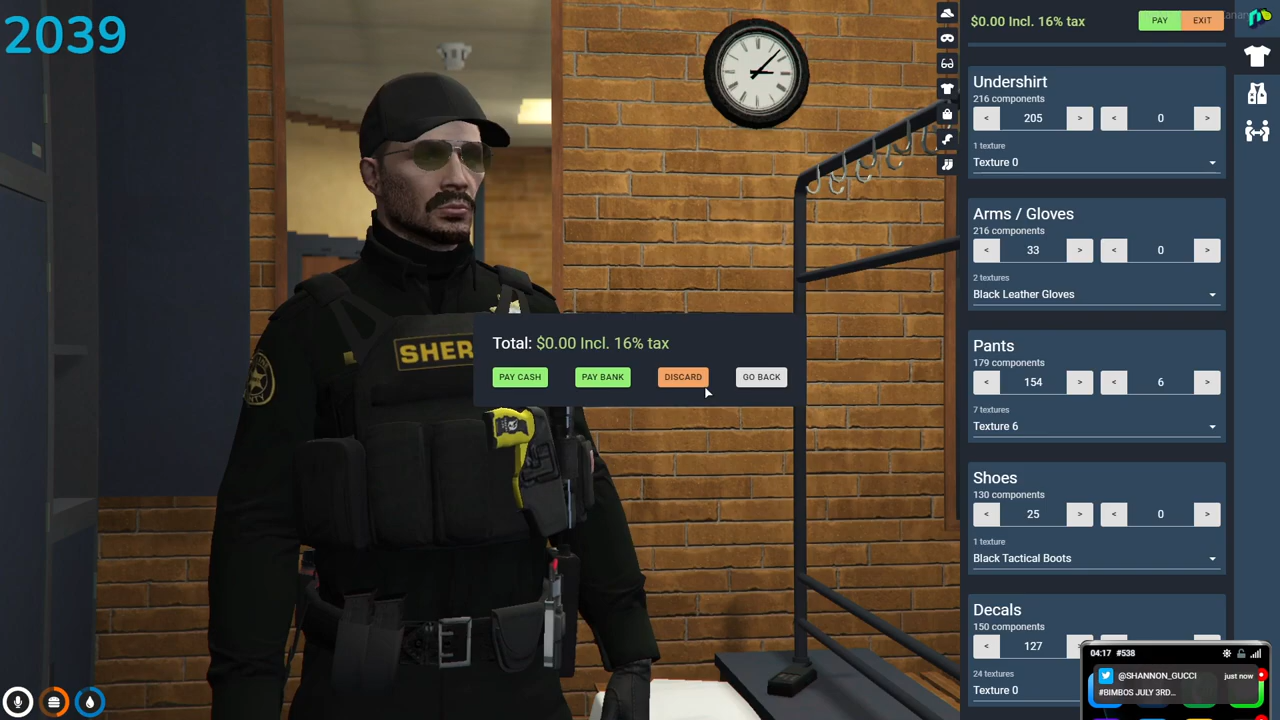 2039
$0.00 Incl. 16% tax
PAY
EXIT
Undershirt
216 components
< 205 > < 0 >
1 texture
Texture 0
Arms / Gloves
216 components
< 33 > < 0 >
2 textures
Black Leather Gloves
Pants
179 components
< 154 > < 6 >
7 textures
Texture 6
Shoes
130 components
< 25 > < 0 >
1 texture
Black Tactical Boots
Decals
150 components
< 127
24 textures
Texture 0
SHER
Total: $0.00 Incl. 16% tax
PAY CASH
PAY BANK
DISCARD
GO BACK
04:17 #538
@SHANNON_GUCCI just now
#BIMBOS JULY 3RD...